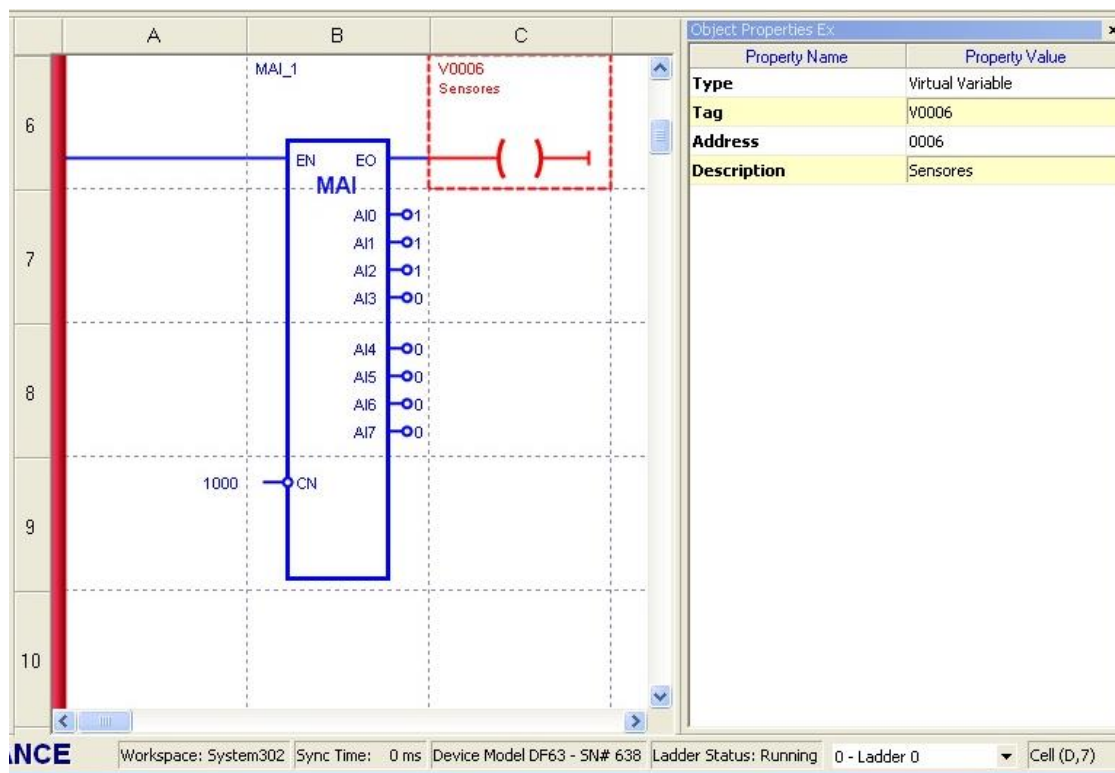 A B C
Object Properties Ex
Property Name Property Value
Type Virtual Variable
Tag V0006
Address 0006
Description Sensores
MAI_1
V0006
Sensores
6
EN EO
MAI
AI0 1
AI1 1
7
AI2 1
AI3 0
AI4 0
AI5 0
8
AI6 0
AI7 0
1000 CN
9
10
NCE Workspace: System302 Sync Time: 0 ms Device Model DF63 - SN# 638 Ladder Status: Running 0 - Ladder 0 Cell (D,7)